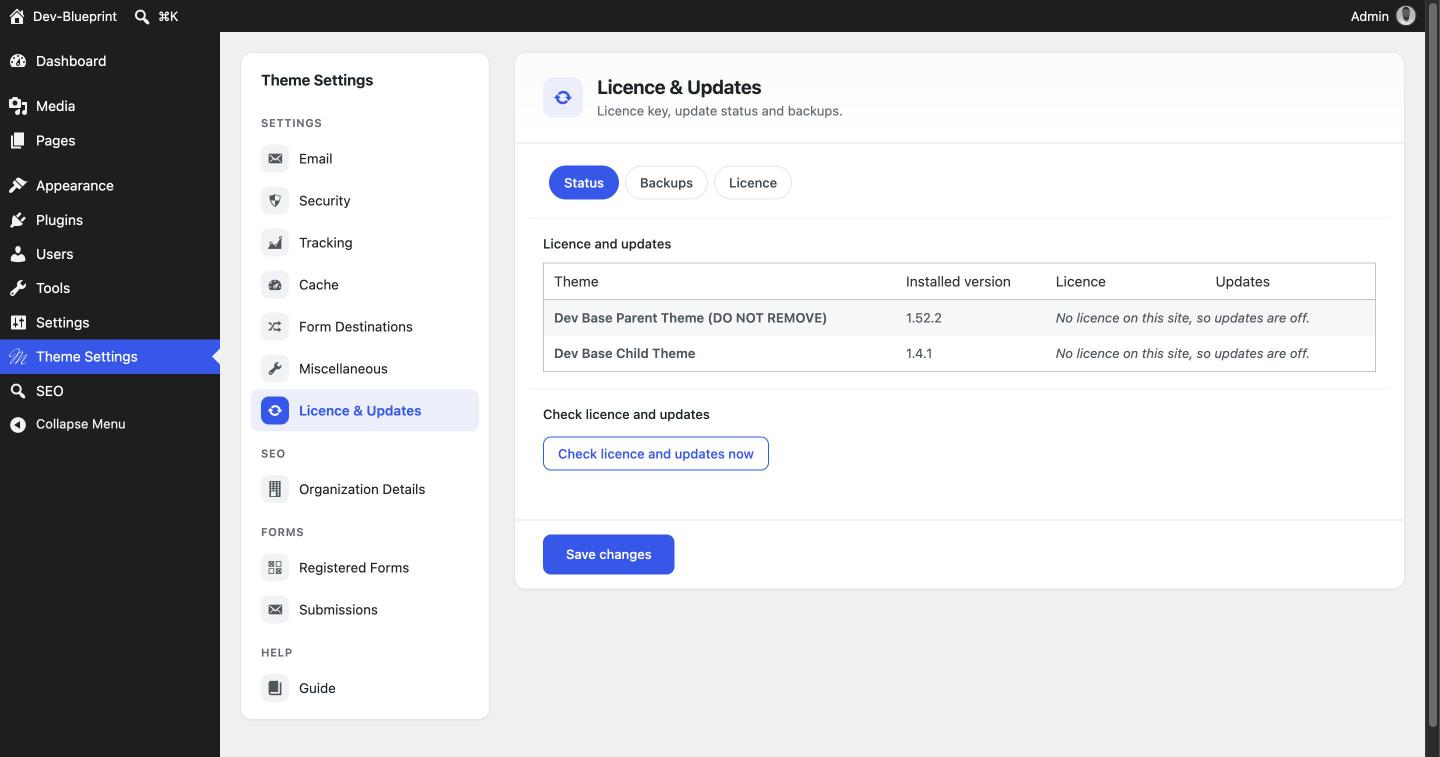 Dev-Blueprint ⌘K Admin
Dashboard
Media
Pages
Appearance
Plugins
Users
Tools
Settings
Theme Settings
SEO
Collapse Menu
Theme Settings
SETTINGS
Email
Security
Tracking
Cache
Form Destinations
Miscellaneous
Licence & Updates
SEO
Organization Details
FORMS
Registered Forms
Submissions
HELP
Guide
Licence & Updates
Licence key, update status and backups.
Status Backups Licence
Licence and updates
Theme Installed version Licence Updates
Dev Base Parent Theme (DO NOT REMOVE) 1.52.2 No licence on this site, so updates are off.
Dev Base Child Theme 1.4.1 No licence on this site, so updates are off.
Check licence and updates
Check licence and updates now
Save changes